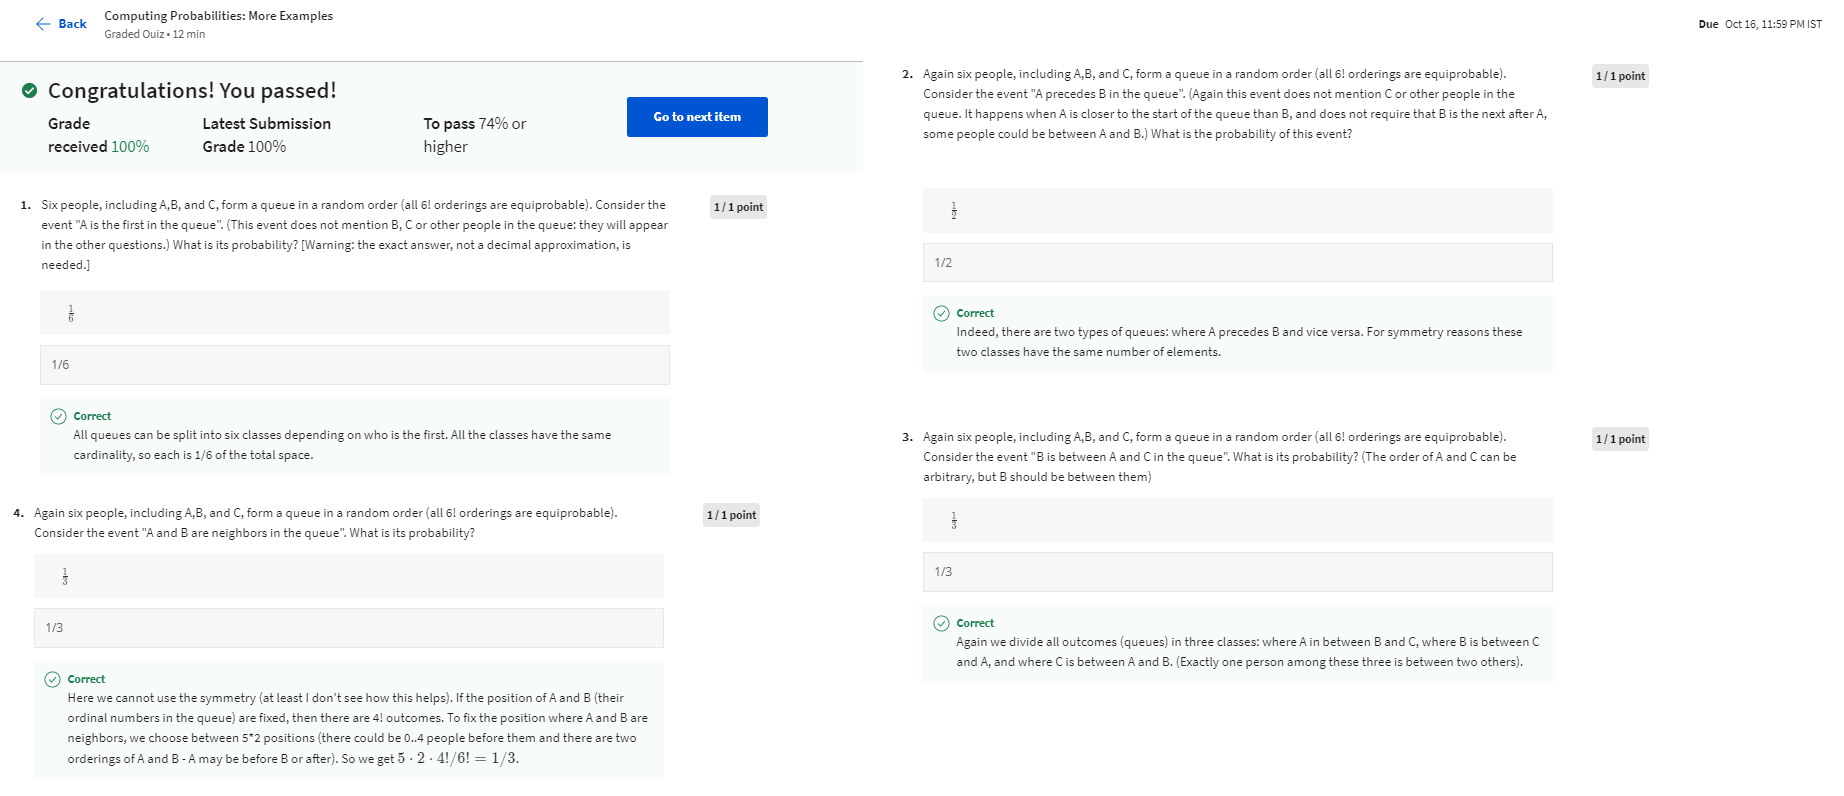 Back
Computing Probabilities: More Examples
Graded Quiz • 12 min
Due Oct 16, 11:59 PM IST
Congratulations! You passed!
Grade received 100%
Latest Submission Grade 100%
To pass 74% or higher
Go to next item
1. Six people, including A,B, and C, form a queue in a random order (all 6! orderings are equiprobable). Consider the
event "A is the first in the queue". (This event does not mention B, C or other people in the queue: they will appear
in the other questions.) What is its probability? [Warning: the exact answer, not a decimal approximation, is
needed.]
1/1 point
1/6
1/6
Correct
All queues can be split into six classes depending on who is the first. All the classes have the same
cardinality, so each is 1/6 of the total space.
2. Again six people, including A,B, and C, form a queue in a random order (all 6! orderings are equiprobable).
Consider the event "A precedes B in the queue". (Again this event does not mention C or other people in the
queue. It happens when A is closer to the start of the queue than B, and does not require that B is the next after A,
some people could be between A and B.) What is the probability of this event?
1/1 point
1/2
1/2
Correct
Indeed, there are two types of queues: where A precedes B and vice versa. For symmetry reasons these
two classes have the same number of elements.
3. Again six people, including A,B, and C, form a queue in a random order (all 6! orderings are equiprobable).
Consider the event "B is between A and C in the queue". What is its probability? (The order of A and C can be
arbitrary, but B should be between them)
1/1 point
1/3
1/3
Correct
Again we divide all outcomes (queues) in three classes: where A in between B and C, where B is between C
and A, and where C is between A and B. (Exactly one person among these three is between two others).
4. Again six people, including A,B, and C, form a queue in a random order (all 6! orderings are equiprobable).
Consider the event "A and B are neighbors in the queue". What is its probability?
1/1 point
1/3
1/3
Correct
Here we cannot use the symmetry (at least I don't see how this helps). If the position of A and B (their
ordinal numbers in the queue) are fixed, then there are 4! outcomes. To fix the position where A and B are
neighbors, we choose between 5*2 positions (there could be 0..4 people before them and there are two
orderings of A and B - A may be before B or after). So we get 5 · 2 · 4!/6! = 1/3.